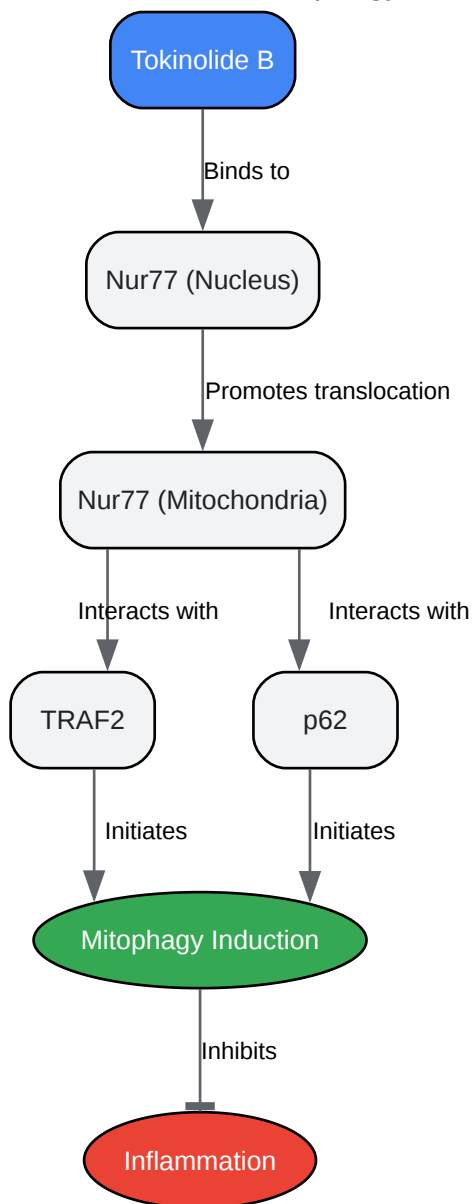 Tokinolide B
Binds to
Nur77 (Nucleus)
Promotes translocation
Nur77 (Mitochondria)
Interacts with
Interacts with
TRAF2
p62
Initiates
Initiates
Mitophagy Induction
Inhibits
Inflammation